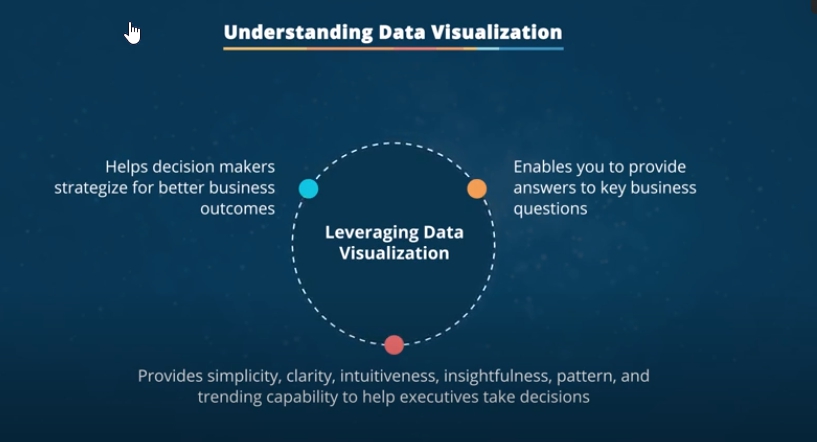 Understanding Data Visualization
Helps decision makers
strategize for better business
outcomes
Enables you to provide
answers to key business
questions
Leveraging Data
Visualization
Provides simplicity, clarity, intuitiveness, insightfulness, pattern, and
trending capability to help executives take decisions